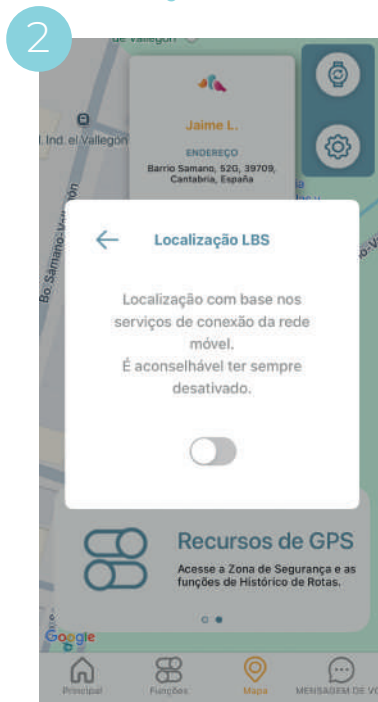 2
de Vallegón
Jaime L.
ENDEREÇO
Barrio Samano, 52G, 39709,
Cantabria, España
Ind. el Vallegón
Bo. Sámano-Va
Localização LBS
Localização com base nos
serviços de conexão da rede
móvel.
É aconselhável ter sempre
desativado.
Recursos de GPS
Acesse a Zona de Segurança e as
funções de Histórico de Rotas.
Google
Principal
Funções
Mapa
MENSAGEM DE VO